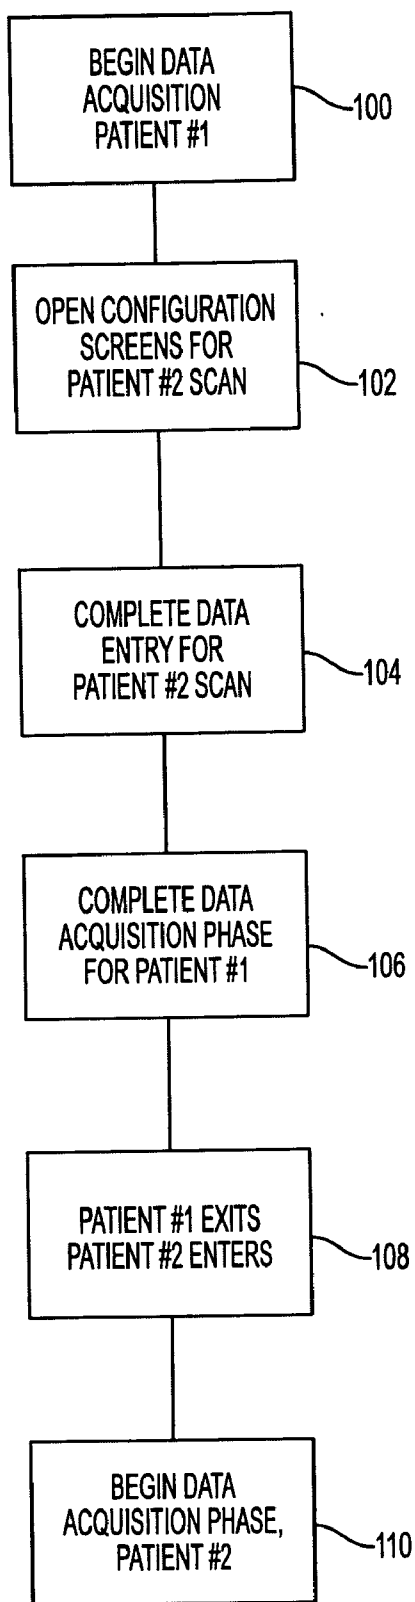 BEGIN DATA
ACQUISITION
PATIENT #1
100
OPEN CONFIGURATION
SCREENS FOR
PATIENT #2 SCAN
102
COMPLETE DATA
ENTRY FOR
PATIENT #2 SCAN
104
COMPLETE DATA
ACQUISITION PHASE
FOR PATIENT #1
106
PATIENT #1 EXITS
PATIENT #2 ENTERS
108
BEGIN DATA
ACQUISITION PHASE,
PATIENT #2
110